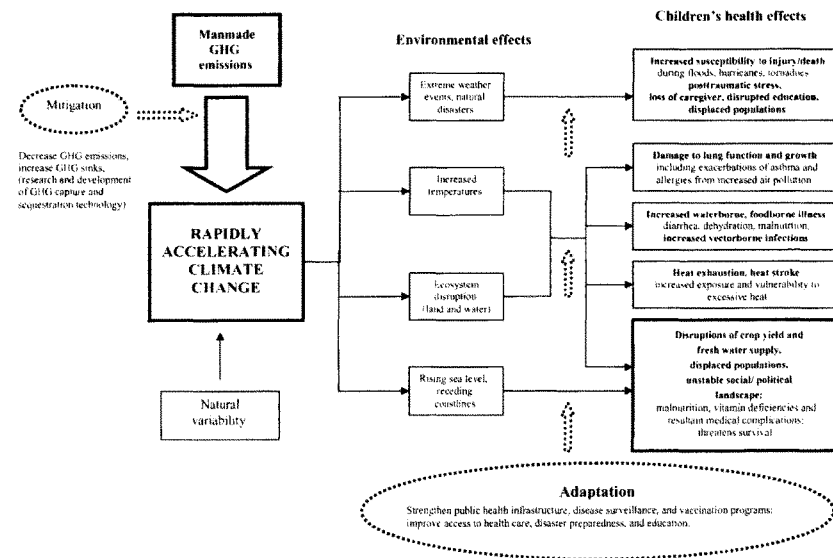 Manmade
GHG
emissions
Mitigation
Decrease GHG emissions,
increase GHG sinks,
(research and development
of GHG capture and
sequestration technology)
RAPIDLY
ACCELERATING
CLIMATE
CHANGE
Natural
variability
Environmental effects
Extreme weather
events, natural
disasters
Increased
temperatures
Ecosystem
disruption
(land and water)
Rising sea level,
receding
coastlines
Children's health effects
Increased susceptibility to injury/death
during floods, hurricanes, tornadoes
posttraumatic stress,
loss of caregiver, disrupted education,
displaced populations
Damage to lung function and growth
including exacerbations of asthma and
allergies from increased air pollution
Increased waterborne, foodborne illness
diarrhea, dehydration, malnutrition,
increased vectorborne infections
Heat exhaustion, heat stroke
increased exposure and vulnerability to
excessive heat
Disruptions of crop yield and
fresh water supply,
displaced populations,
unstable social/ political
landscape:
malnutrition, vitamin deficiencies and
resultant medical complications;
threatens survival
Adaptation
Strengthen public health infrastructure, disease surveillance, and vaccination programs;
improve access to health care, disaster preparedness, and education.